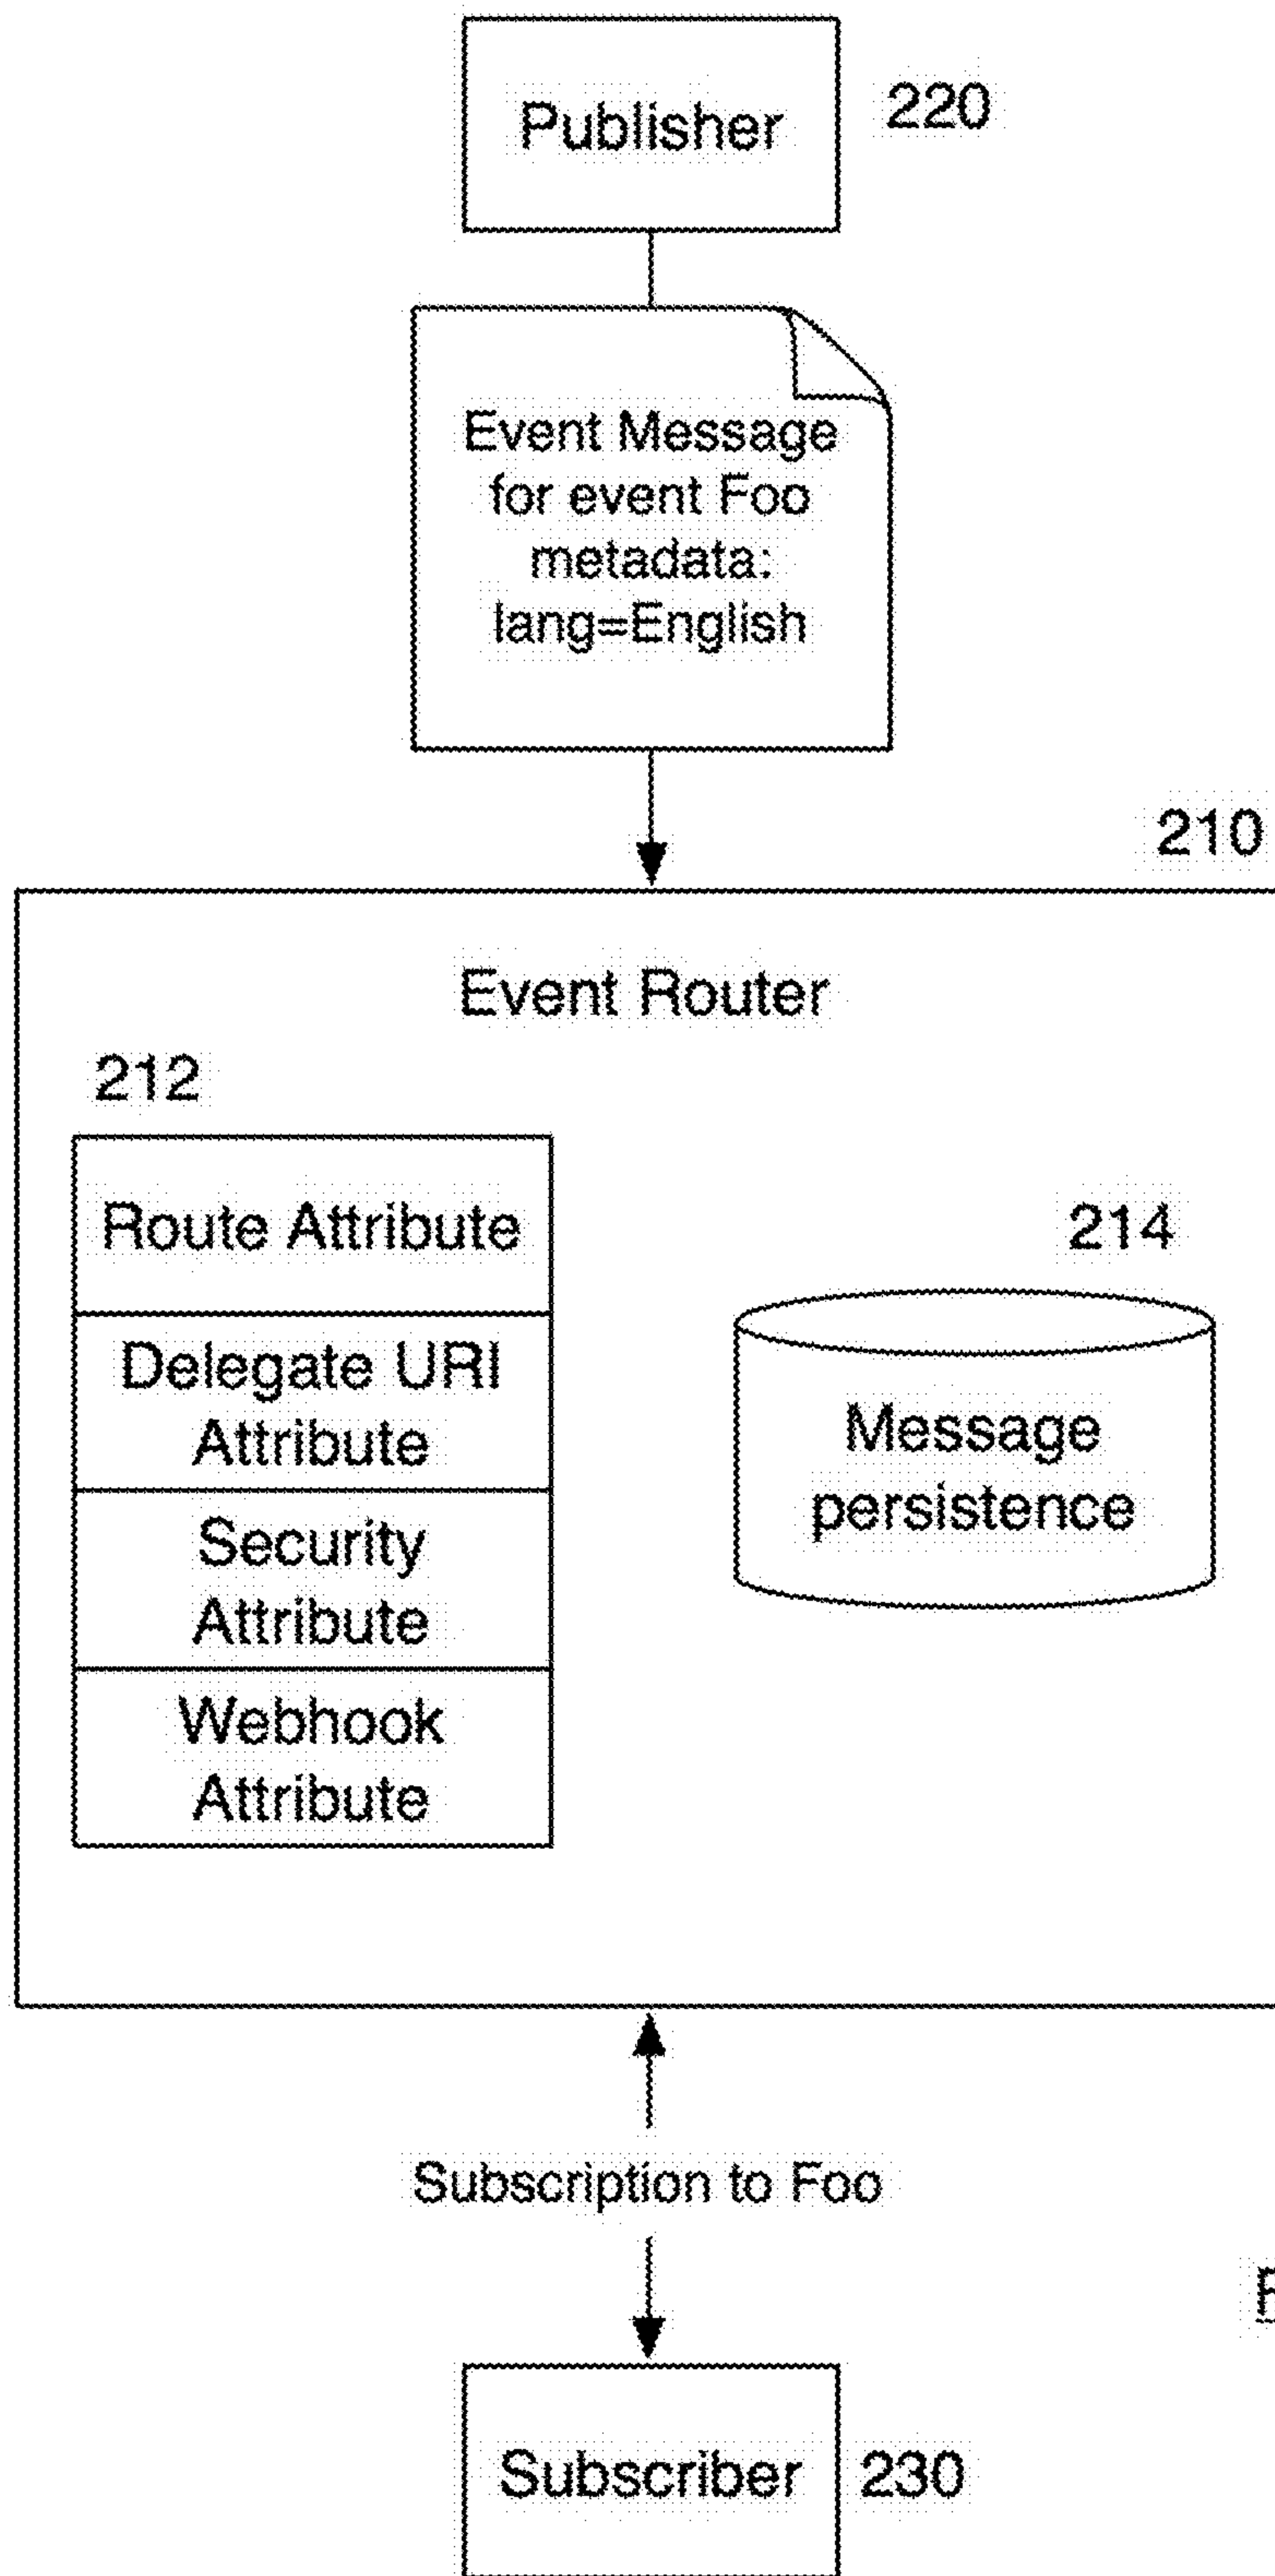 Publisher
220
Event Message
for event Foo
metadata:
lang=English
210
Event Router
212
Route Attribute
214
Delegate URI
Attribute
Message
persistence
Security
Attribute
Webhook
Attribute
Subscription to Foo
Subscriber
230